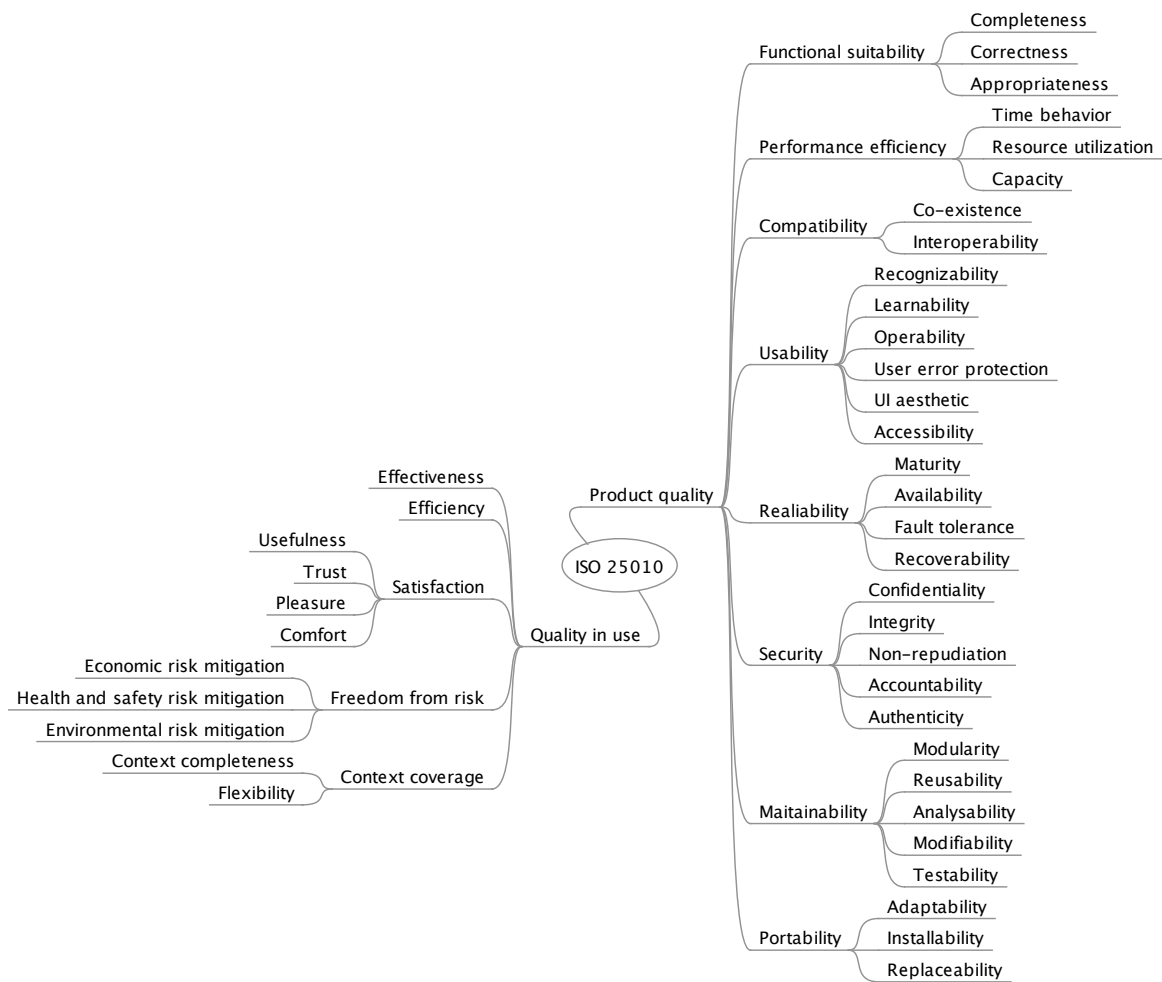 Completeness
Functional suitability
Correctness
Appropriateness
Time behavior
Performance efficiency
Resource utilization
Capacity
Co-existence
Compatibility
Interoperability
Recognizability
Learnability
Operability
Usability
User error protection
UI aesthetic
Accessibility
Maturity
Product quality
Availability
Realiability
Fault tolerance
Recoverability
ISO 25010
Confidentiality
Integrity
Security
Non-repudiation
Accountability
Authenticity
Modularity
Reusability
Maitainability
Analysability
Modifiability
Testability
Adaptability
Portability
Installability
Replaceability
Effectiveness
Efficiency
Usefulness
Trust
Satisfaction
Pleasure
Comfort
Quality in use
Economic risk mitigation
Health and safety risk mitigation
Freedom from risk
Environmental risk mitigation
Context completeness
Context coverage
Flexibility